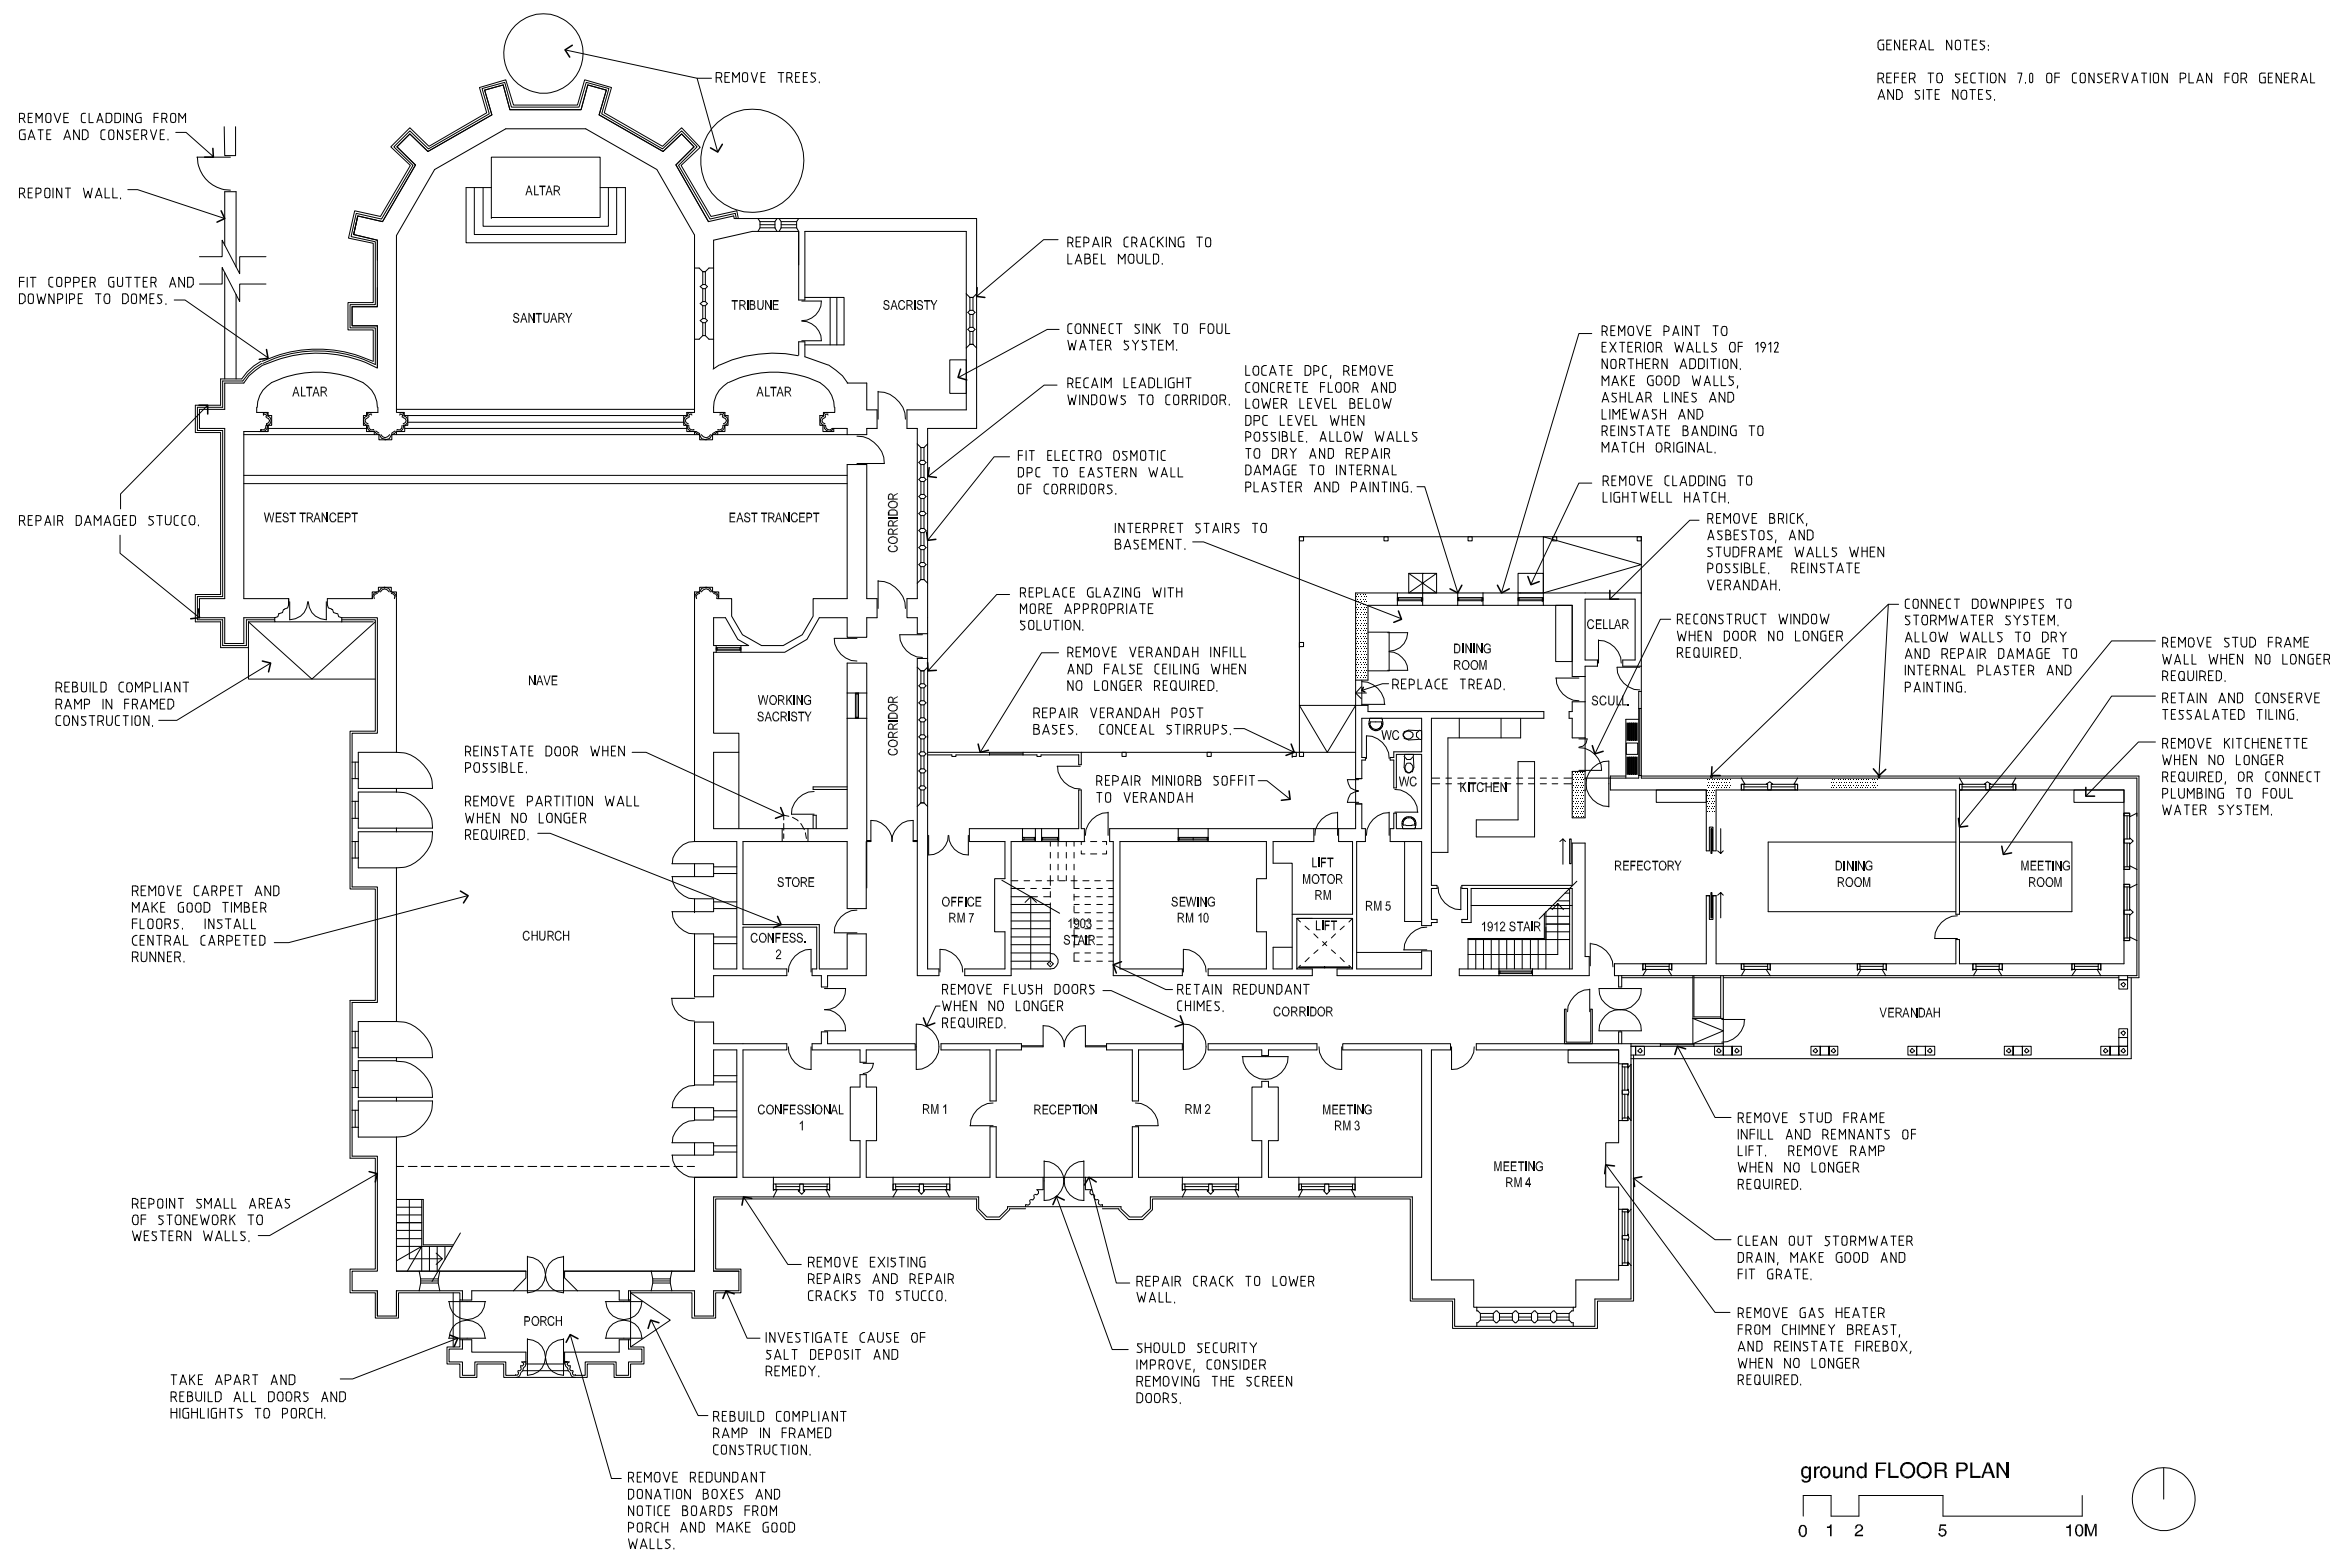 GENERAL NOTES:
REFER TO SECTION 7.0 OF CONSERVATION PLAN FOR GENERAL
AND SITE NOTES.
REMOVE TREES.
REMOVE CLADDING FROM
GATE AND CONSERVE.
REPOINT WALL.
FIT COPPER GUTTER AND
DOWNPIPE TO DOMES.
REPAIR DAMAGED STUCCO.
REBUILD COMPLIANT
RAMP IN FRAMED
CONSTRUCTION.
ALTAR
SANTUARY
TRIBUNE
SACRISTY
ALTAR
ALTAR
WEST TRANCEPT
EAST TRANCEPT
CORRIDOR
NAVE
WORKING
SACRISTY
CORRIDOR
REPAIR CRACKING TO
LABEL MOULD.
CONNECT SINK TO FOUL
WATER SYSTEM.
RECAIM LEADLIGHT
WINDOWS TO CORRIDOR.
FIT ELECTRO OSMOTIC
DPC TO EASTERN WALL
OF CORRIDORS.
REPLACE GLAZING WITH
MORE APPROPRIATE
SOLUTION.
REMOVE VERANDAH INFILL
AND FALSE CEILING WHEN
NO LONGER REQUIRED.
REPAIR VERANDAH POST
BASES. CONCEAL STIRRUPS.
REPAIR MINIORB SOFFIT
TO VERANDAH
INTERPRET STAIRS TO
BASEMENT.
LOCATE DPC, REMOVE
CONCRETE FLOOR AND
LOWER LEVEL BELOW
DPC LEVEL WHEN
POSSIBLE. ALLOW WALLS
TO DRY AND REPAIR
DAMAGE TO INTERNAL
PLASTER AND PAINTING.
REMOVE PAINT TO
EXTERIOR WALLS OF 1912
NORTHERN ADDITION.
MAKE GOOD WALLS,
ASHLAR LINES AND
LIMEWASH AND
REINSTATE BANDING TO
MATCH ORIGINAL.
REMOVE CLADDING TO
LIGHTWELL HATCH.
REMOVE BRICK,
ASBESTOS, AND
STUDFRAME WALLS WHEN
POSSIBLE. REINSTATE
VERANDAH.
RECONSTRUCT WINDOW
WHEN DOOR NO LONGER
REQUIRED.
CONNECT DOWNPIPES TO
STORMWATER SYSTEM.
ALLOW WALLS TO DRY
AND REPAIR DAMAGE TO
INTERNAL PLASTER AND
PAINTING.
REMOVE STUD FRAME
WALL WHEN NO LONGER
REQUIRED.
RETAIN AND CONSERVE
TESSALATED TILING.
REMOVE KITCHENETTE
WHEN NO LONGER
REQUIRED, OR CONNECT
PLUMBING TO FOUL
WATER SYSTEM.
CELLAR
DINING
ROOM
REPLACE TREAD.
SCULL.
WC
WC
KITCHEN
REINSTATE DOOR WHEN
POSSIBLE.
REMOVE PARTITION WALL
WHEN NO LONGER
REQUIRED.
REMOVE CARPET AND
MAKE GOOD TIMBER
FLOORS. INSTALL
CENTRAL CARPETED
RUNNER.
CHURCH
STORE
CONFESS.
2
OFFICE
RM 7
1903
STAIR
SEWING
RM 10
LIFT
MOTOR
RM
LIFT
RM 5
1912 STAIR
REFECTORY
DINING
ROOM
MEETING
ROOM
REMOVE FLUSH DOORS
WHEN NO LONGER
REQUIRED.
RETAIN REDUNDANT
CHIMES.
CORRIDOR
VERANDAH
CONFESSIONAL
1
RM 1
RECEPTION
RM 2
MEETING
RM 3
MEETING
RM 4
REMOVE STUD FRAME
INFILL AND REMNANTS OF
LIFT. REMOVE RAMP
WHEN NO LONGER
REQUIRED.
CLEAN OUT STORMWATER
DRAIN, MAKE GOOD AND
FIT GRATE.
REMOVE GAS HEATER
FROM CHIMNEY BREAST,
AND REINSTATE FIREBOX,
WHEN NO LONGER
REQUIRED.
REPOINT SMALL AREAS
OF STONEWORK TO
WESTERN WALLS.
REMOVE EXISTING
REPAIRS AND REPAIR
CRACKS TO STUCCO.
REPAIR CRACK TO LOWER
WALL.
PORCH
INVESTIGATE CAUSE OF
SALT DEPOSIT AND
REMEDY.
SHOULD SECURITY
IMPROVE, CONSIDER
REMOVING THE SCREEN
DOORS.
TAKE APART AND
REBUILD ALL DOORS AND
HIGHLIGHTS TO PORCH.
REBUILD COMPLIANT
RAMP IN FRAMED
CONSTRUCTION.
REMOVE REDUNDANT
DONATION BOXES AND
NOTICE BOARDS FROM
PORCH AND MAKE GOOD
WALLS.
ground FLOOR PLAN
0 1 2 5 10M